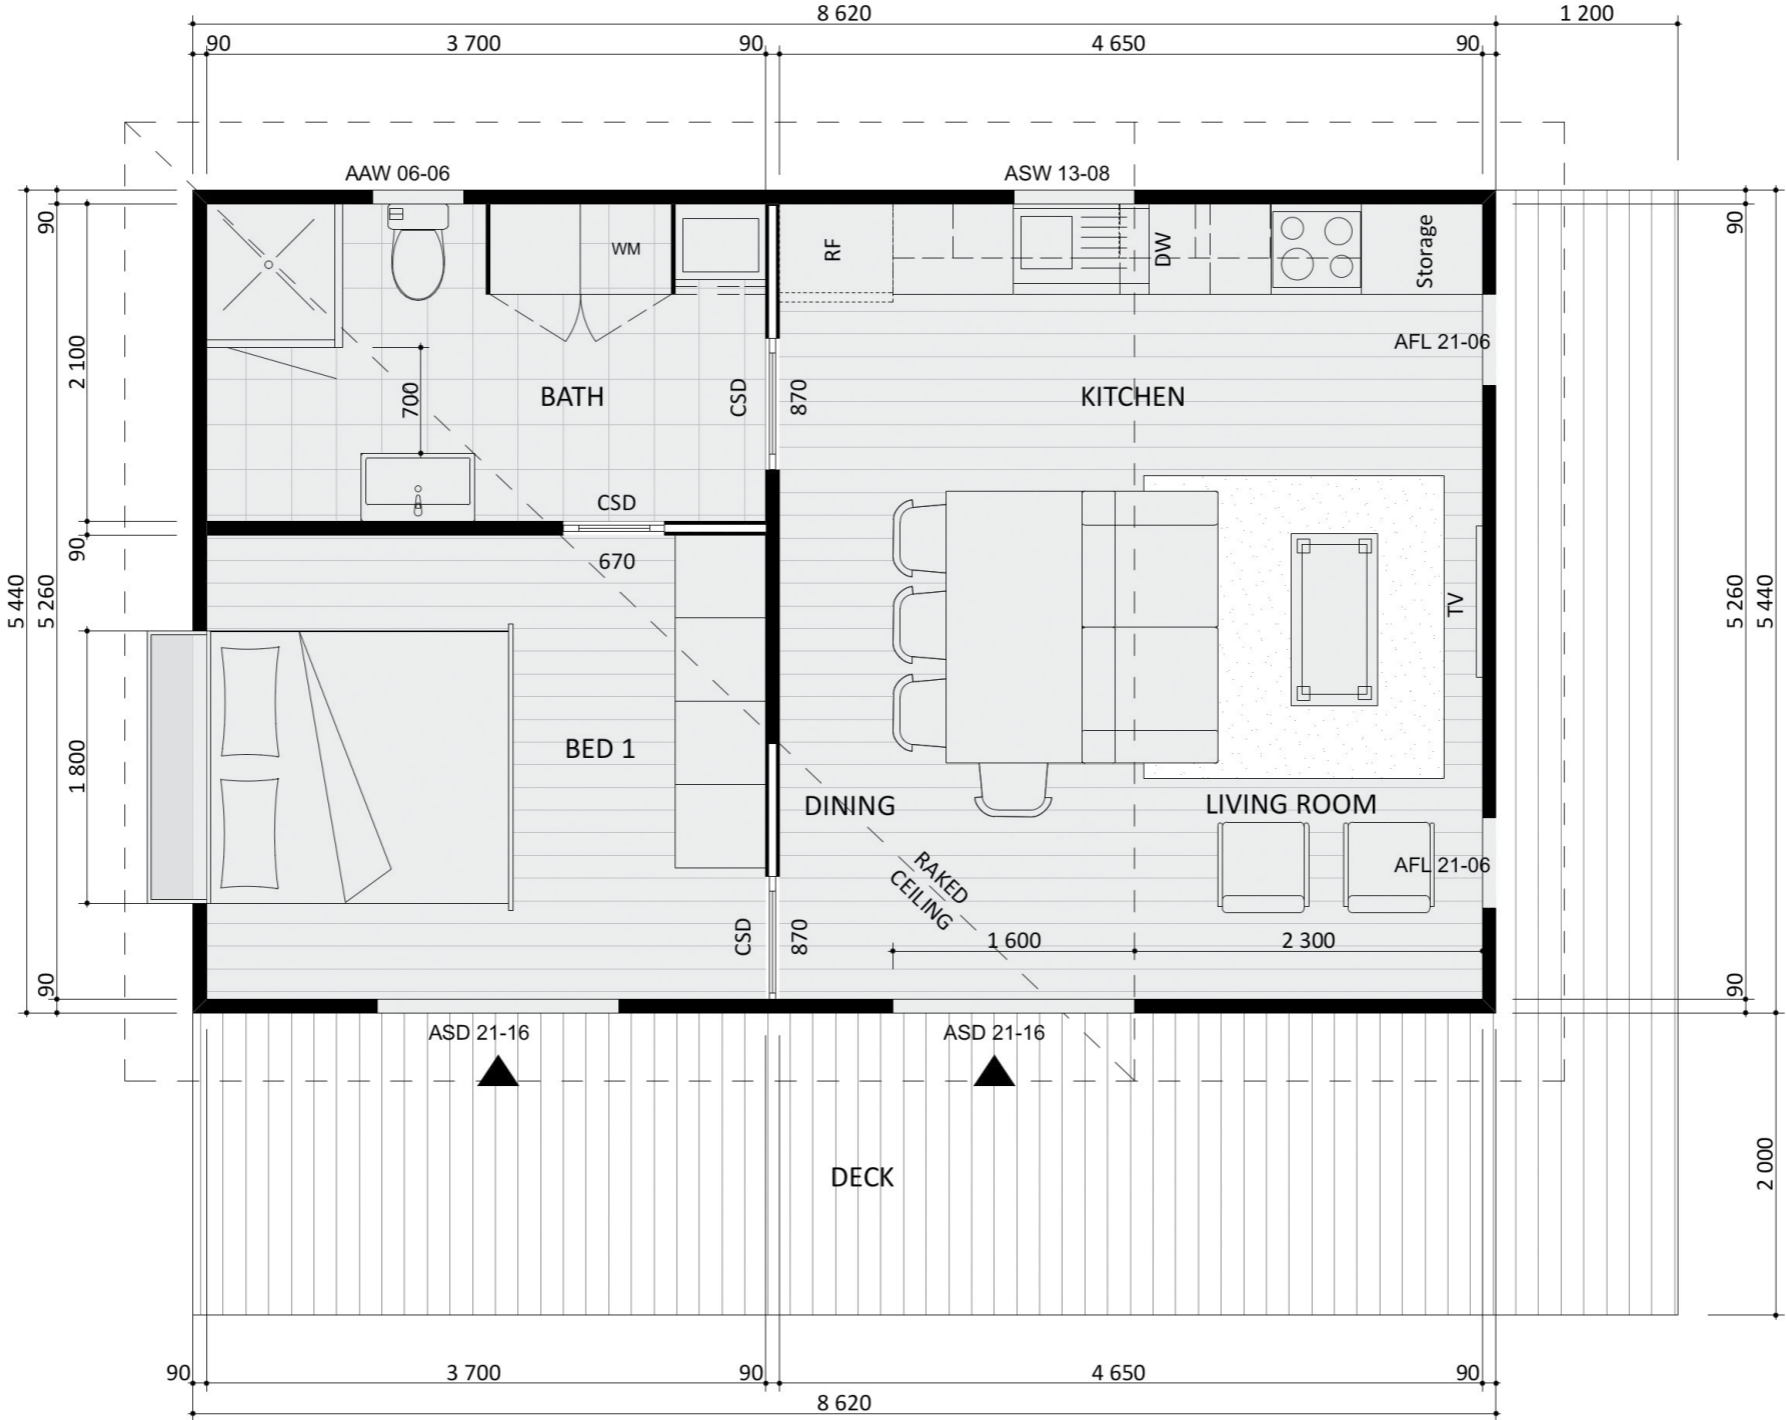 8 620
1 200
90
3 700
90
4 650
90
AAW 06-06
ASW 13-08
90
90
WM
RF
DW
Storage
AFL 21-06
2 100
700
BATH
CSD
870
KITCHEN
CSD
90
670
5 440
5 260
TV
5 260
5 440
1 800
BED 1
DINING
LIVING ROOM
AFL 21-06
RAKED
CEILING
CSD
870
1 600
2 300
90
90
ASD 21-16
ASD 21-16
DECK
2 000
90
3 700
90
4 650
90
8 620